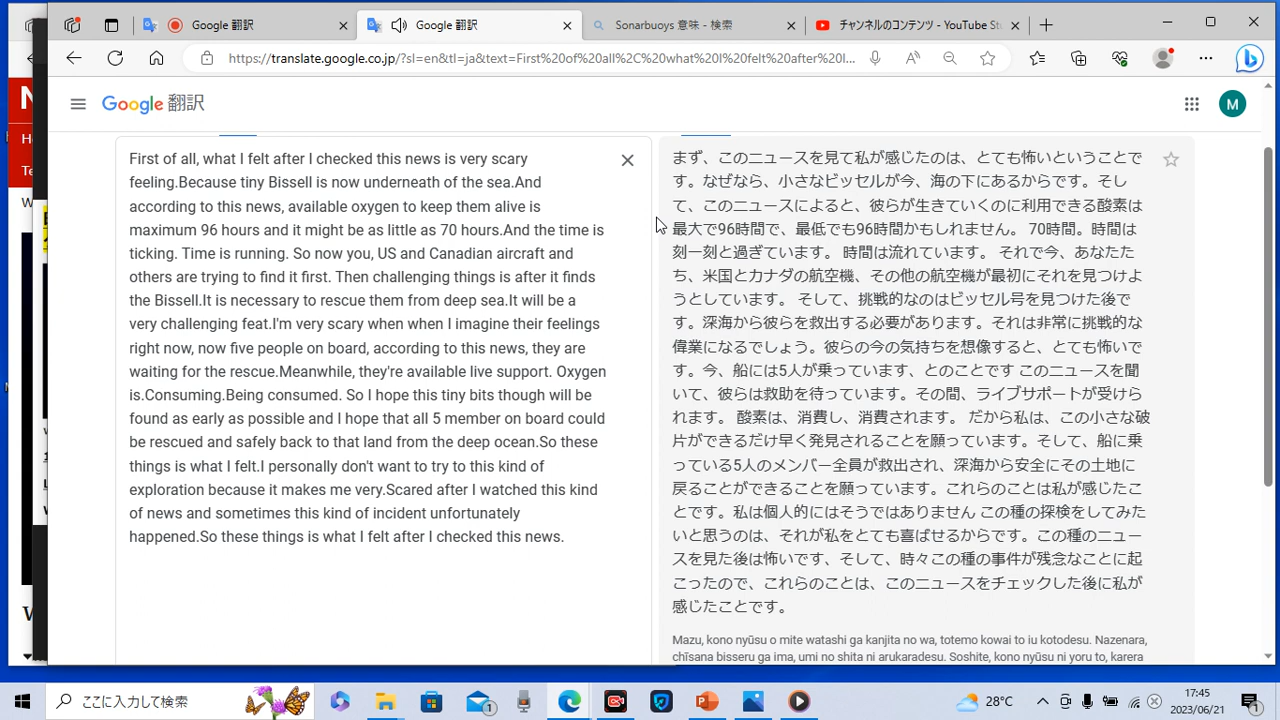 Google 翻訳
Google 翻訳
Sonarbuoys 意味 - 検索
チャンネルのコンテンツ - YouTube Stu
https://translate.google.co.jp/?sl=en&tl=ja&text=First%20of%20all%2C%20what%20I%20felt%20after%20I...
Google 翻訳
M
First of all, what I felt after I checked this news is very scary
feeling.Because tiny Bissell is now underneath of the sea.And
according to this news, available oxygen to keep them alive is
maximum 96 hours and it might be as little as 70 hours.And the time is
ticking. Time is running. So now you, US and Canadian aircraft and
others are trying to find it first. Then challenging things is after it finds
the Bissell.It is necessary to rescue them from deep sea.It will be a
very challenging feat.I'm very scary when when I imagine their feelings
right now, now five people on board, according to this news, they are
waiting for the rescue.Meanwhile, they're available live support. Oxygen
is.Consuming.Being consumed. So I hope this tiny bits though will be
found as early as possible and I hope that all 5 member on board could
be rescued and safely back to that land from the deep ocean.So these
things is what I felt.I personally don't want to try to this kind of
exploration because it makes me very.Scared after I watched this kind
of news and sometimes this kind of incident unfortunately
happened.So these things is what I felt after I checked this news.
まず、このニュースを見て私が感じたのは、とても怖いということで
す。なぜなら、小さなビッセルが今、海の下にあるからです。そし
て、このニュースによると、彼らが生きていくのに利用できる酸素は
最大で96時間で、最低でも96時間かもしれません。 70時間。時間は
刻一刻と過ぎています。 時間は流れています。 それで今、あなたた
ち、米国とカナダの航空機、その他の航空機が最初にそれを見つけよ
うとしています。 そして、挑戦的なのはビッセル号を見つけた後で
す。深海から彼らを救出する必要があります。それは非常に挑戦的な
偉業になるでしょう。彼らの今の気持ちを想像すると、とても怖いで
す。今、船には5人が乗っています、とのことです このニュースを聞
いて、彼らは救助を待っています。その間、ライブサポートが受けら
れます。 酸素は、消費し、消費されます。 だから私は、この小さな破
片ができるだけ早く発見されることを願っています。そして、船に乗
っている5人のメンバー全員が救出され、深海から安全にその土地に
戻ることができることを願っています。これらのことは私が感じたこ
とです。私は個人的にはそうではありません この種の探検をしてみた
いと思うのは、それが私をとても喜ばせるからです。この種のニュー
スを見た後は怖いです、そして、時々この種の事件が残念なことに起
こったので、これらのことは、このニュースをチェックした後に私が
感じたことです。
Mazu, kono nyūsu o mite watashi ga kanjita no wa, totemo kowai to iu kotodesu. Nazenara,
chīsana bisseru ga ima, umi no shita ni arukaradesu. Soshite, kono nyūsu ni yoru to, karera
ここに入力して検索
28°C
17:45
2023/06/21